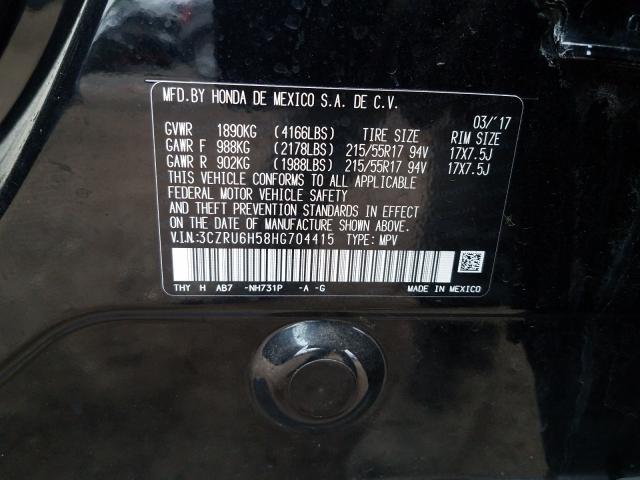 MFD.BY HONDA DE MEXICO S.A. DE C.V.
03/'17
GVWR 1890KG (4166LBS) TIRE SIZE RIM SIZE
GAWR F 988KG (2178LBS) 215/55R17 94V 17X7.5J
GAWR R 902KG (1988LBS) 215/55R17 94V 17X7.5J
THIS VEHICLE CONFORMS TO ALL APPLICABLE
FEDERAL MOTOR VEHICLE SAFETY
AND THEFT PREVENTION STANDARDS IN EFFECT
ON THE DATE OF MANUFACTURE SHOWN ABOVE.
V.I.N:3CZRU6H58HG704415 TYPE: MPV
THY H AB7 -NH731P -A -G MADE IN MEXICO